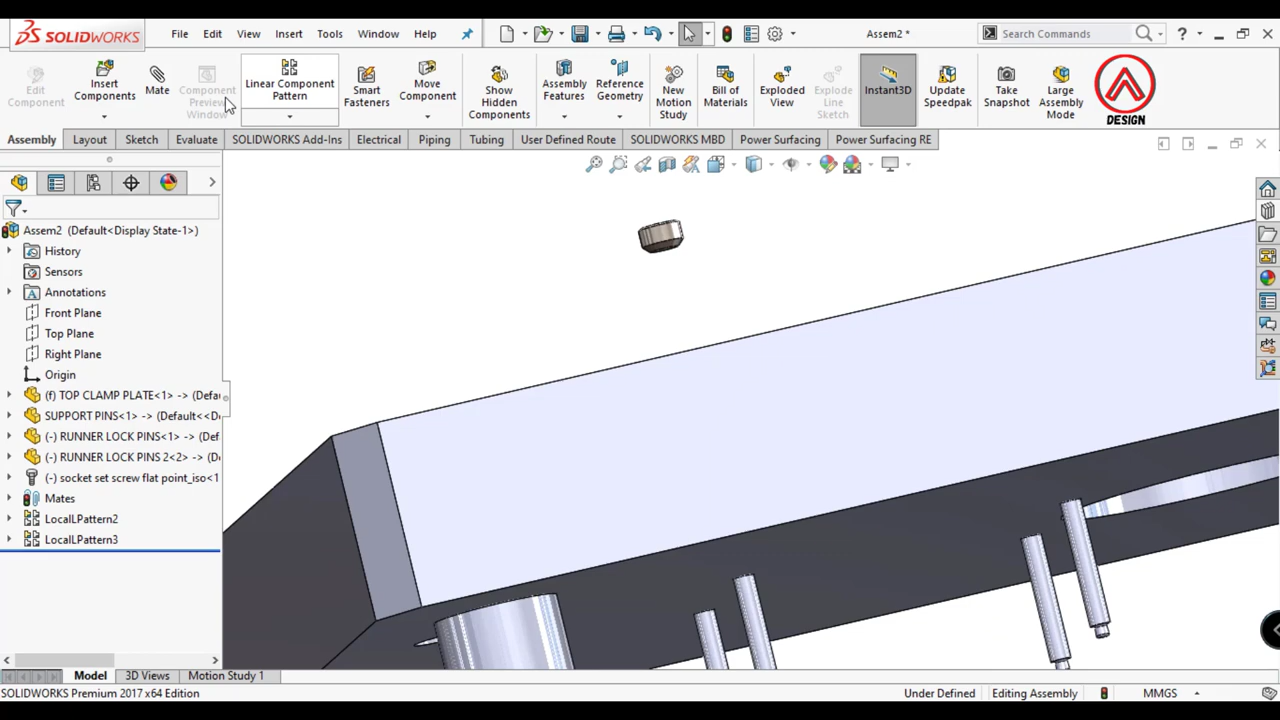 SOLIDWORKS
File Edit View Insert Tools Window Help
Assem2 *
Search Commands
Edit Component
Insert Components
Mate
Component Preview Window
Linear Component Pattern
Smart Fasteners
Move Component
Show Hidden Components
Assembly Features
Reference Geometry
New Motion Study
Bill of Materials
Exploded View
Explode Line Sketch
Instant3D
Update Speedpak
Take Snapshot
Large Assembly Mode
DESIGN
Assembly Layout Sketch Evaluate SOLIDWORKS Add-Ins Electrical Piping Tubing User Defined Route SOLIDWORKS MBD Power Surfacing Power Surfacing RE
Assem2 (Default<Display State-1>)
History
Sensors
Annotations
Front Plane
Top Plane
Right Plane
Origin
(f) TOP CLAMP PLATE<1> -> (Defau
SUPPORT PINS<1> -> (Default<<D
(-) RUNNER LOCK PINS<1> -> (Def
(-) RUNNER LOCK PINS 2<2> -> (D
(-) socket set screw flat point_iso<1
Mates
LocalLPattern2
LocalLPattern3
Model 3D Views Motion Study 1
SOLIDWORKS Premium 2017 x64 Edition
Under Defined Editing Assembly MMGS